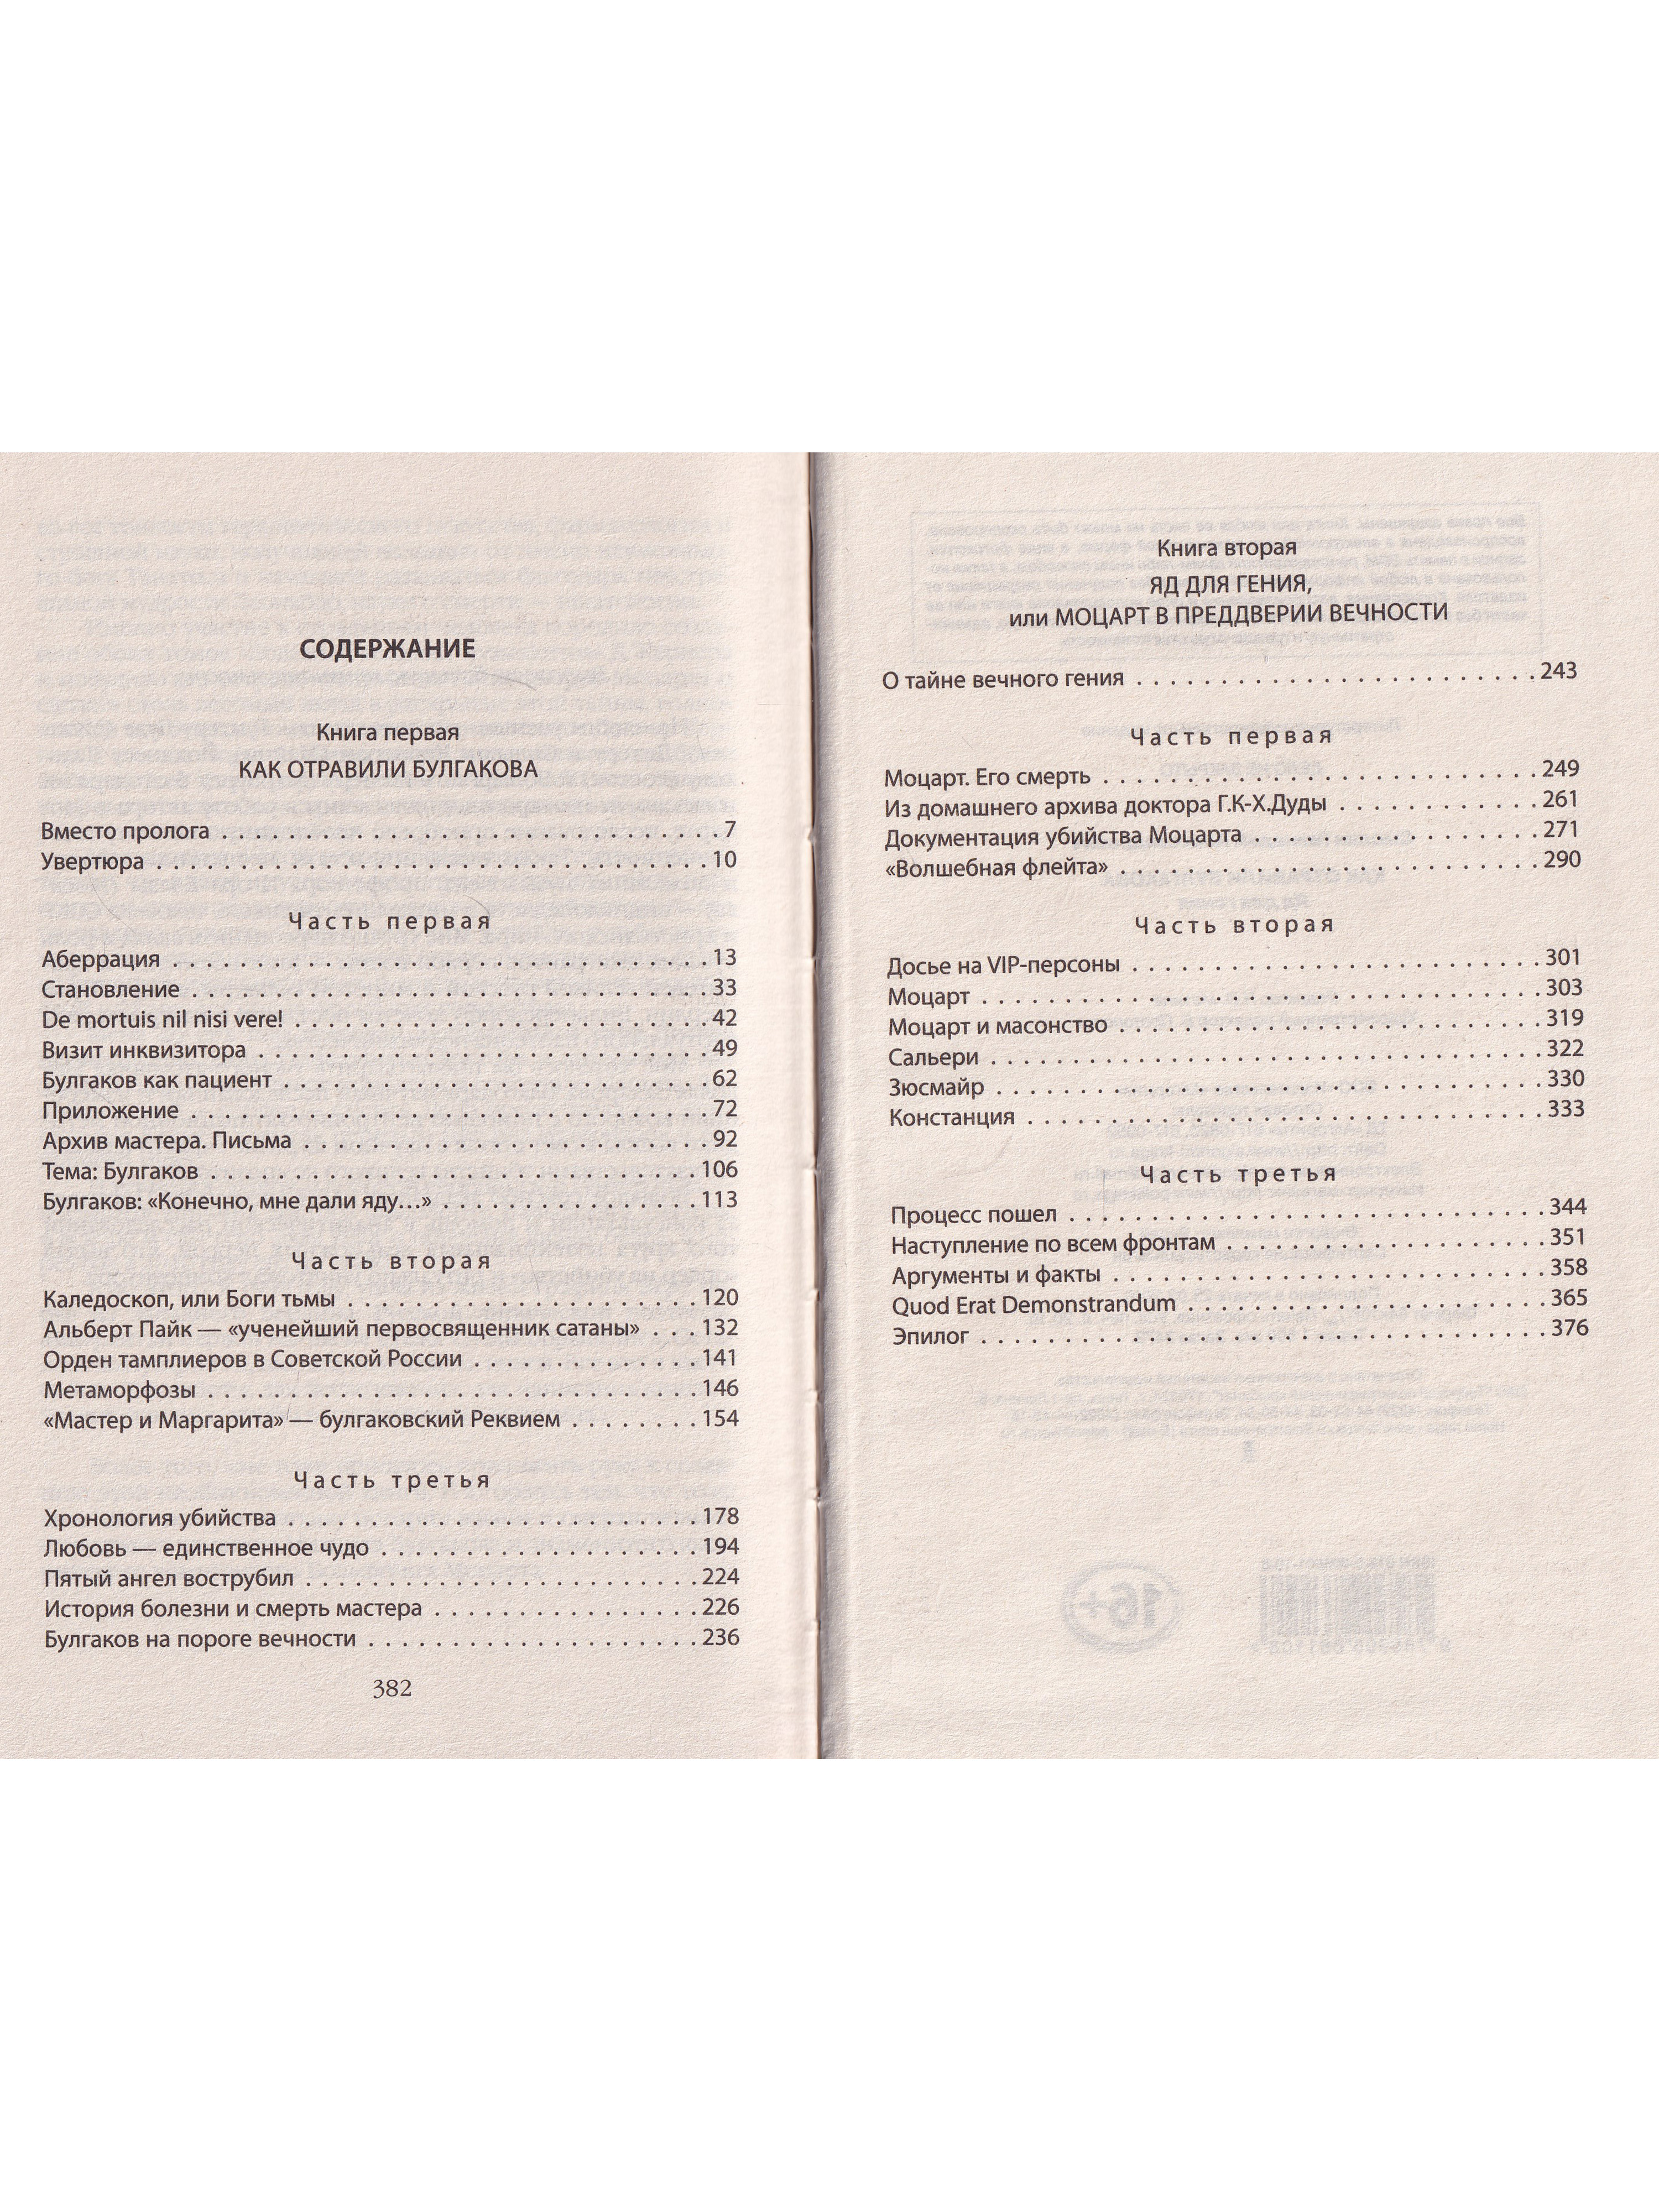 СОДЕРЖАНИЕ
Книга первая
КАК ОТРАВИЛИ БУЛГАКОВА
Вместо пролога . . . . . . . . . . . . . . . . . . . . . . . . . . . . . . 7
Увертюра . . . . . . . . . . . . . . . . . . . . . . . . . . . . . . . . . 10
Часть первая
Аберрация . . . . . . . . . . . . . . . . . . . . . . . . . . . . . . . . 13
Становление . . . . . . . . . . . . . . . . . . . . . . . . . . . . . . . 33
De mortuis nil nisi vere! . . . . . . . . . . . . . . . . . . . . . . . . . 42
Визит инквизитора . . . . . . . . . . . . . . . . . . . . . . . . . . . 49
Булгаков как пациент . . . . . . . . . . . . . . . . . . . . . . . . . . 62
Приложение . . . . . . . . . . . . . . . . . . . . . . . . . . . . . . . 72
Архив мастера. Письма . . . . . . . . . . . . . . . . . . . . . . . . . 92
Тема: Булгаков . . . . . . . . . . . . . . . . . . . . . . . . . . . . . 106
Булгаков: «Конечно, мне дали яду...» . . . . . . . . . . . . . . . . 113
Часть вторая
Каледоскоп, или Боги тьмы . . . . . . . . . . . . . . . . . . . . . 120
Альберт Пайк — «ученейший первосвященник сатаны» . . . 132
Орден тамплиеров в Советской России . . . . . . . . . . . . . . 141
Метаморфозы . . . . . . . . . . . . . . . . . . . . . . . . . . . . . 146
«Мастер и Маргарита» — булгаковский Реквием . . . . . . . . 154
Часть третья
Хронология убийства . . . . . . . . . . . . . . . . . . . . . . . . . 178
Любовь — единственное чудо . . . . . . . . . . . . . . . . . . . 194
Пятый ангел вострубил . . . . . . . . . . . . . . . . . . . . . . . . 224
История болезни и смерть мастера . . . . . . . . . . . . . . . . 226
Булгаков на пороге вечности . . . . . . . . . . . . . . . . . . . . 236
382
Книга вторая
ЯД ДЛЯ ГЕНИЯ,
или МОЦАРТ В ПРЕДДВЕРИИ ВЕЧНОСТИ
О тайне вечного гения . . . . . . . . . . . . . . . . . . . . . . . . 243
Часть первая
Моцарт. Его смерть . . . . . . . . . . . . . . . . . . . . . . . . . . 249
Из домашнего архива доктора Г.К-Х.Дуды . . . . . . . . . . . . 261
Документация убийства Моцарта . . . . . . . . . . . . . . . . . 271
«Волшебная флейта» . . . . . . . . . . . . . . . . . . . . . . . . . 290
Часть вторая
Досье на VIP-персоны . . . . . . . . . . . . . . . . . . . . . . . . 301
Моцарт . . . . . . . . . . . . . . . . . . . . . . . . . . . . . . . . . 303
Моцарт и масонство . . . . . . . . . . . . . . . . . . . . . . . . . 319
Сальери . . . . . . . . . . . . . . . . . . . . . . . . . . . . . . . . . 322
Зюсмайр . . . . . . . . . . . . . . . . . . . . . . . . . . . . . . . . 330
Констанция . . . . . . . . . . . . . . . . . . . . . . . . . . . . . . . 333
Часть третья
Процесс пошел . . . . . . . . . . . . . . . . . . . . . . . . . . . . 344
Наступление по всем фронтам . . . . . . . . . . . . . . . . . . . 351
Аргументы и факты . . . . . . . . . . . . . . . . . . . . . . . . . . 358
Quod Erat Demonstrandum . . . . . . . . . . . . . . . . . . . . . 365
Эпилог . . . . . . . . . . . . . . . . . . . . . . . . . . . . . . . . . . 376
16+